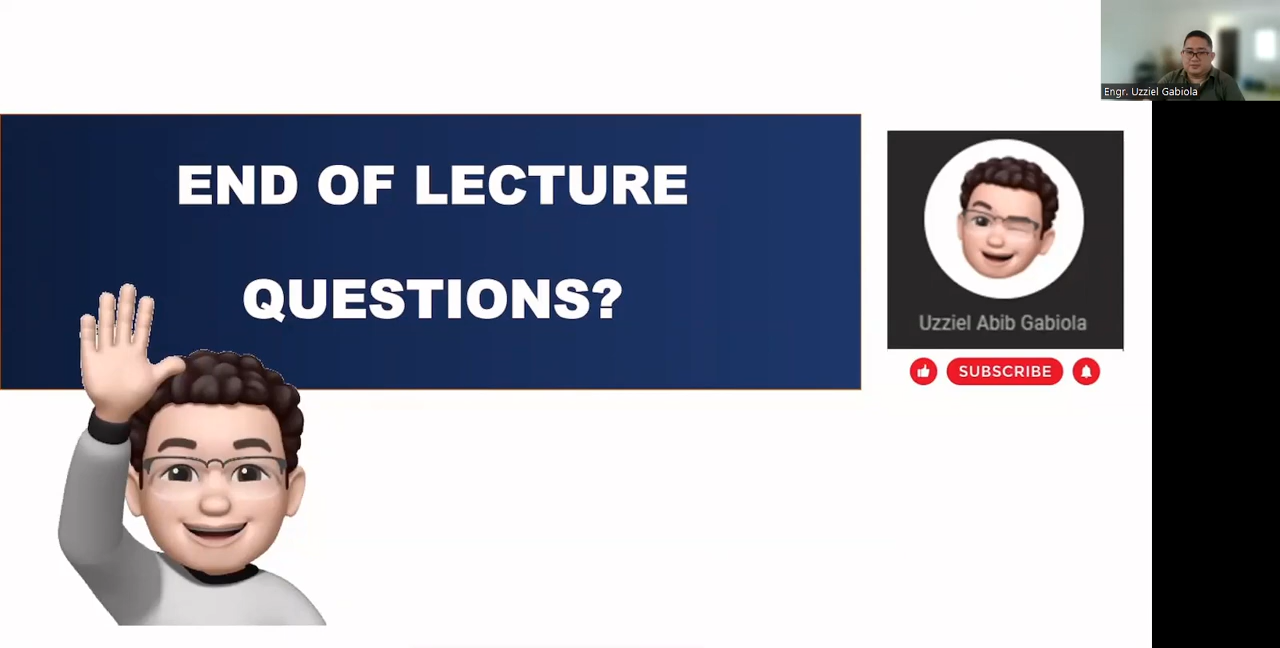 Engr. Uzziel Gabiola
END OF LECTURE
QUESTIONS?
Uzziel Abib Gabiola
SUBSCRIBE